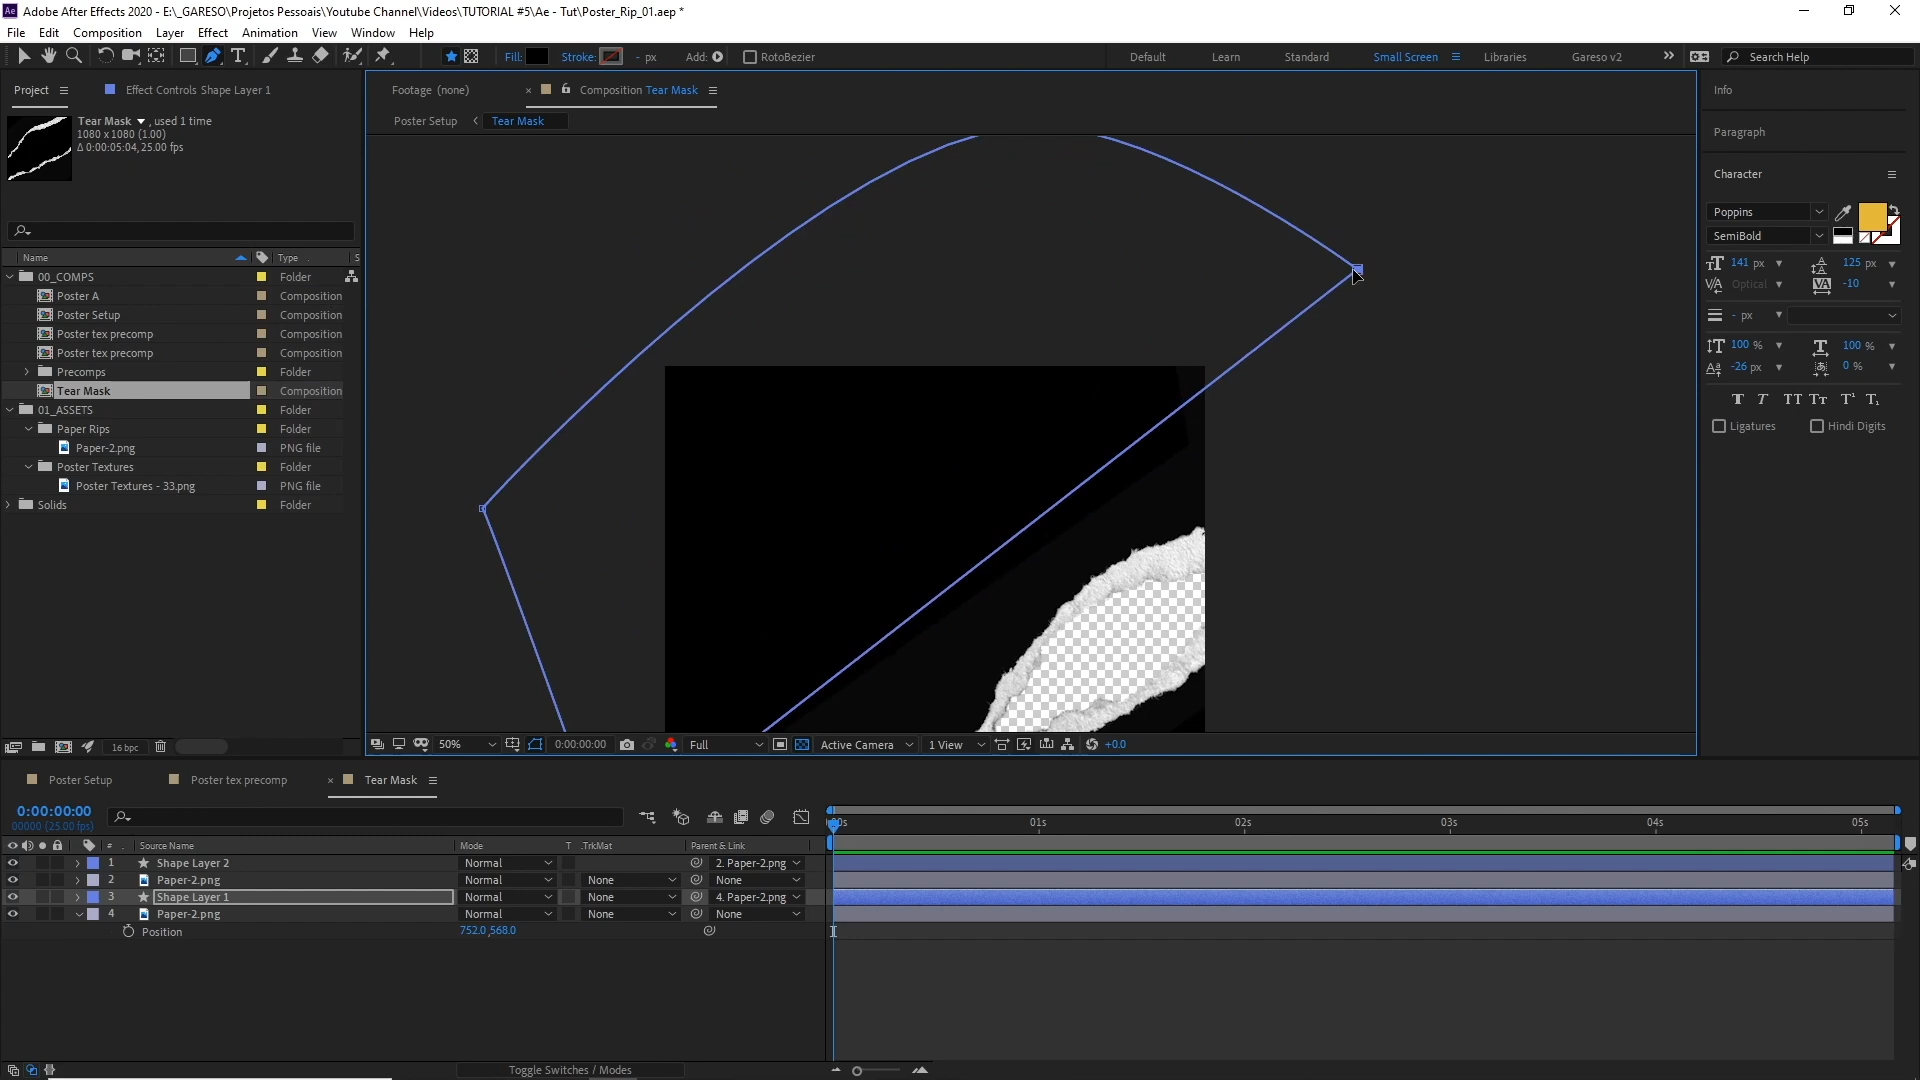 Adobe After Effects 2020 - E:\_GARESO\Projetos Pessoais\Youtube Channel\Videos\TUTORIAL #5\Ae - Tut\Poster_Rip_01.aep *
File Edit Composition Layer Effect Animation View Window Help
Fill: Stroke: - px Add: RotoBezier Default Learn Standard Small Screen Libraries Gareso v2 Search Help
Project Effect Controls Shape Layer 1
Footage (none) Composition Tear Mask
Info
Tear Mask , used 1 time
1080 x 1080 (1.00)
Δ 0:00:05:04, 25.00 fps
Poster Setup Tear Mask
Paragraph
Character
Poppins
SemiBold
141 px 125 px
Optical -10
- px
100 % 100 %
-26 px 0 %
Ligatures Hindi Digits
Name Type S
00_COMPS Folder
Poster A Composition
Poster Setup Composition
Poster tex precomp Composition
Poster tex precomp Composition
Precomps Folder
Tear Mask Composition
01_ASSETS Folder
Paper Rips Folder
Paper-2.png PNG file
Poster Textures Folder
Poster Textures - 33.png PNG file
Solids Folder
16 bpc
50% 0:00:00:00 Full Active Camera 1 View +0.0
Poster Setup Poster tex precomp Tear Mask
0:00:00:00
00000 (25.00 fps)
:00s 01s 02s 03s 04s 05s
# Source Name Mode T .TrkMat Parent & Link
1 Shape Layer 2 Normal 2. Paper-2.png
2 Paper-2.png Normal None None
3 Shape Layer 1 Normal None 4. Paper-2.png
4 Paper-2.png Normal None None
Position 752.0,568.0
Toggle Switches / Modes